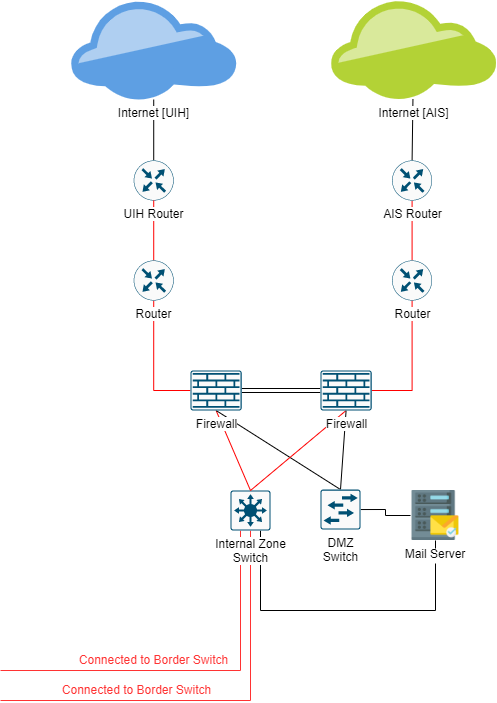 Internet [UIH]
Internet [AIS]
UIH Router
AIS Router
Router
Router
Firewall
Firewall
Internal Zone
Switch
DMZ
Switch
Mail Server
Connected to Border Switch
Connected to Border Switch